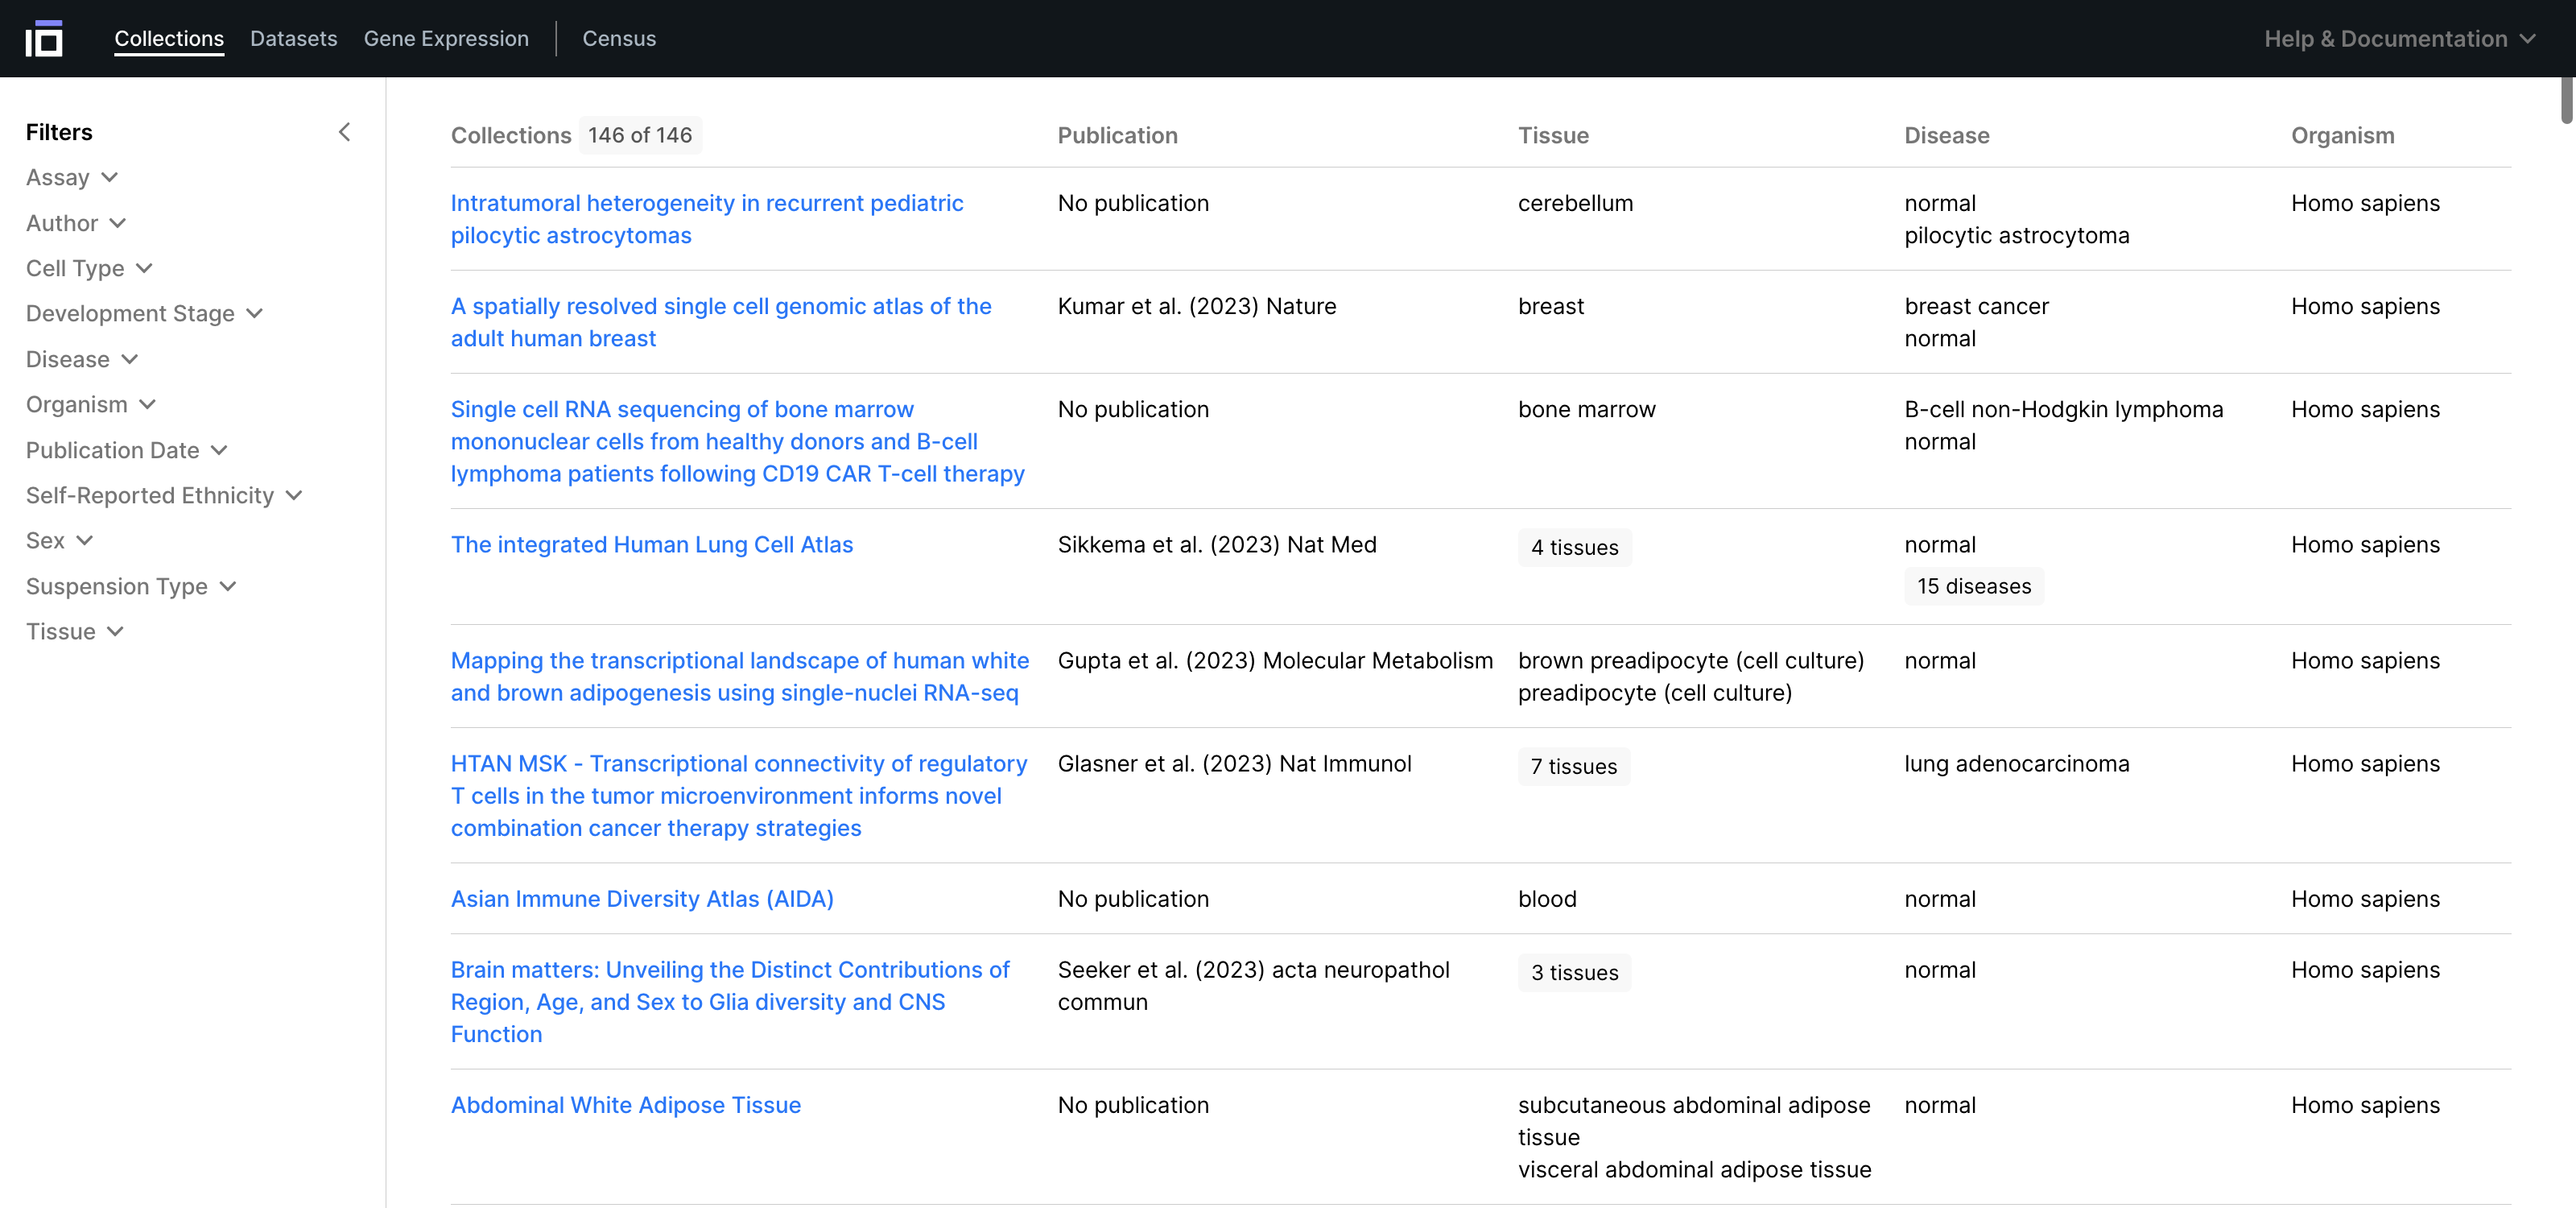 Collections Datasets Gene Expression Census Help & Documentation
Filters
Assay
Author
Cell Type
Development Stage
Disease
Organism
Publication Date
Self-Reported Ethnicity
Sex
Suspension Type
Tissue
Collections 146 of 146 Publication Tissue Disease Organism
Intratumoral heterogeneity in recurrent pediatric
pilocytic astrocytomas
No publication
cerebellum
normal
pilocytic astrocytoma
Homo sapiens
A spatially resolved single cell genomic atlas of the
adult human breast
Kumar et al. (2023) Nature
breast
breast cancer
normal
Homo sapiens
Single cell RNA sequencing of bone marrow
mononuclear cells from healthy donors and B-cell
lymphoma patients following CD19 CAR T-cell therapy
No publication
bone marrow
B-cell non-Hodgkin lymphoma
normal
Homo sapiens
The integrated Human Lung Cell Atlas
Sikkema et al. (2023) Nat Med
4 tissues
normal
15 diseases
Homo sapiens
Mapping the transcriptional landscape of human white
and brown adipogenesis using single-nuclei RNA-seq
Gupta et al. (2023) Molecular Metabolism
brown preadipocyte (cell culture)
preadipocyte (cell culture)
normal
Homo sapiens
HTAN MSK - Transcriptional connectivity of regulatory
T cells in the tumor microenvironment informs novel
combination cancer therapy strategies
Glasner et al. (2023) Nat Immunol
7 tissues
lung adenocarcinoma
Homo sapiens
Asian Immune Diversity Atlas (AIDA)
No publication
blood
normal
Homo sapiens
Brain matters: Unveiling the Distinct Contributions of
Region, Age, and Sex to Glia diversity and CNS
Function
Seeker et al. (2023) acta neuropathol
commun
3 tissues
normal
Homo sapiens
Abdominal White Adipose Tissue
No publication
subcutaneous abdominal adipose
tissue
visceral abdominal adipose tissue
normal
Homo sapiens